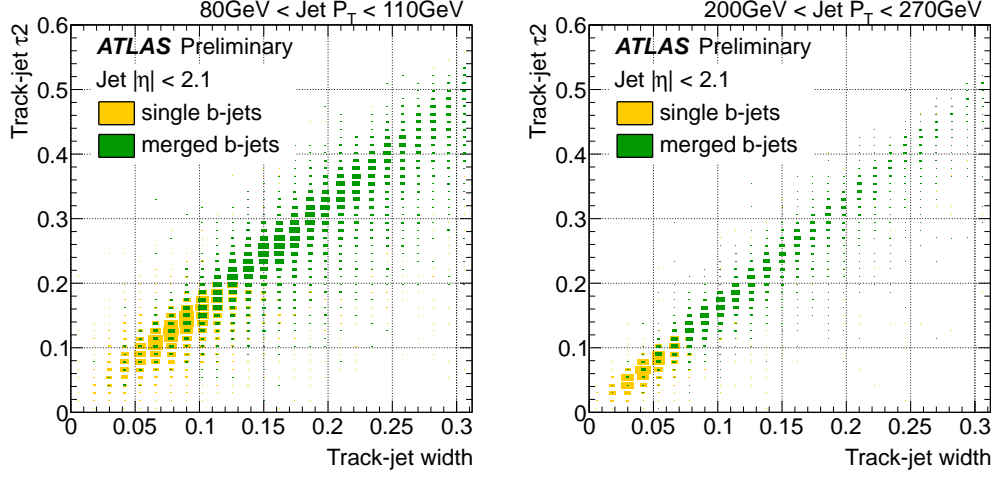 80GeV < Jet P_T < 110GeV
Track-jet τ2
0.6
0.5
0.4
0.3
0.2
0.1
0
ATLAS Preliminary
Jet |η| < 2.1
single b-jets
merged b-jets
0 0.05 0.1 0.15 0.2 0.25 0.3
Track-jet width
200GeV < Jet P_T < 270GeV
Track-jet τ2
0.6
0.5
0.4
0.3
0.2
0.1
0
ATLAS Preliminary
Jet |η| < 2.1
single b-jets
merged b-jets
0 0.05 0.1 0.15 0.2 0.25 0.3
Track-jet width